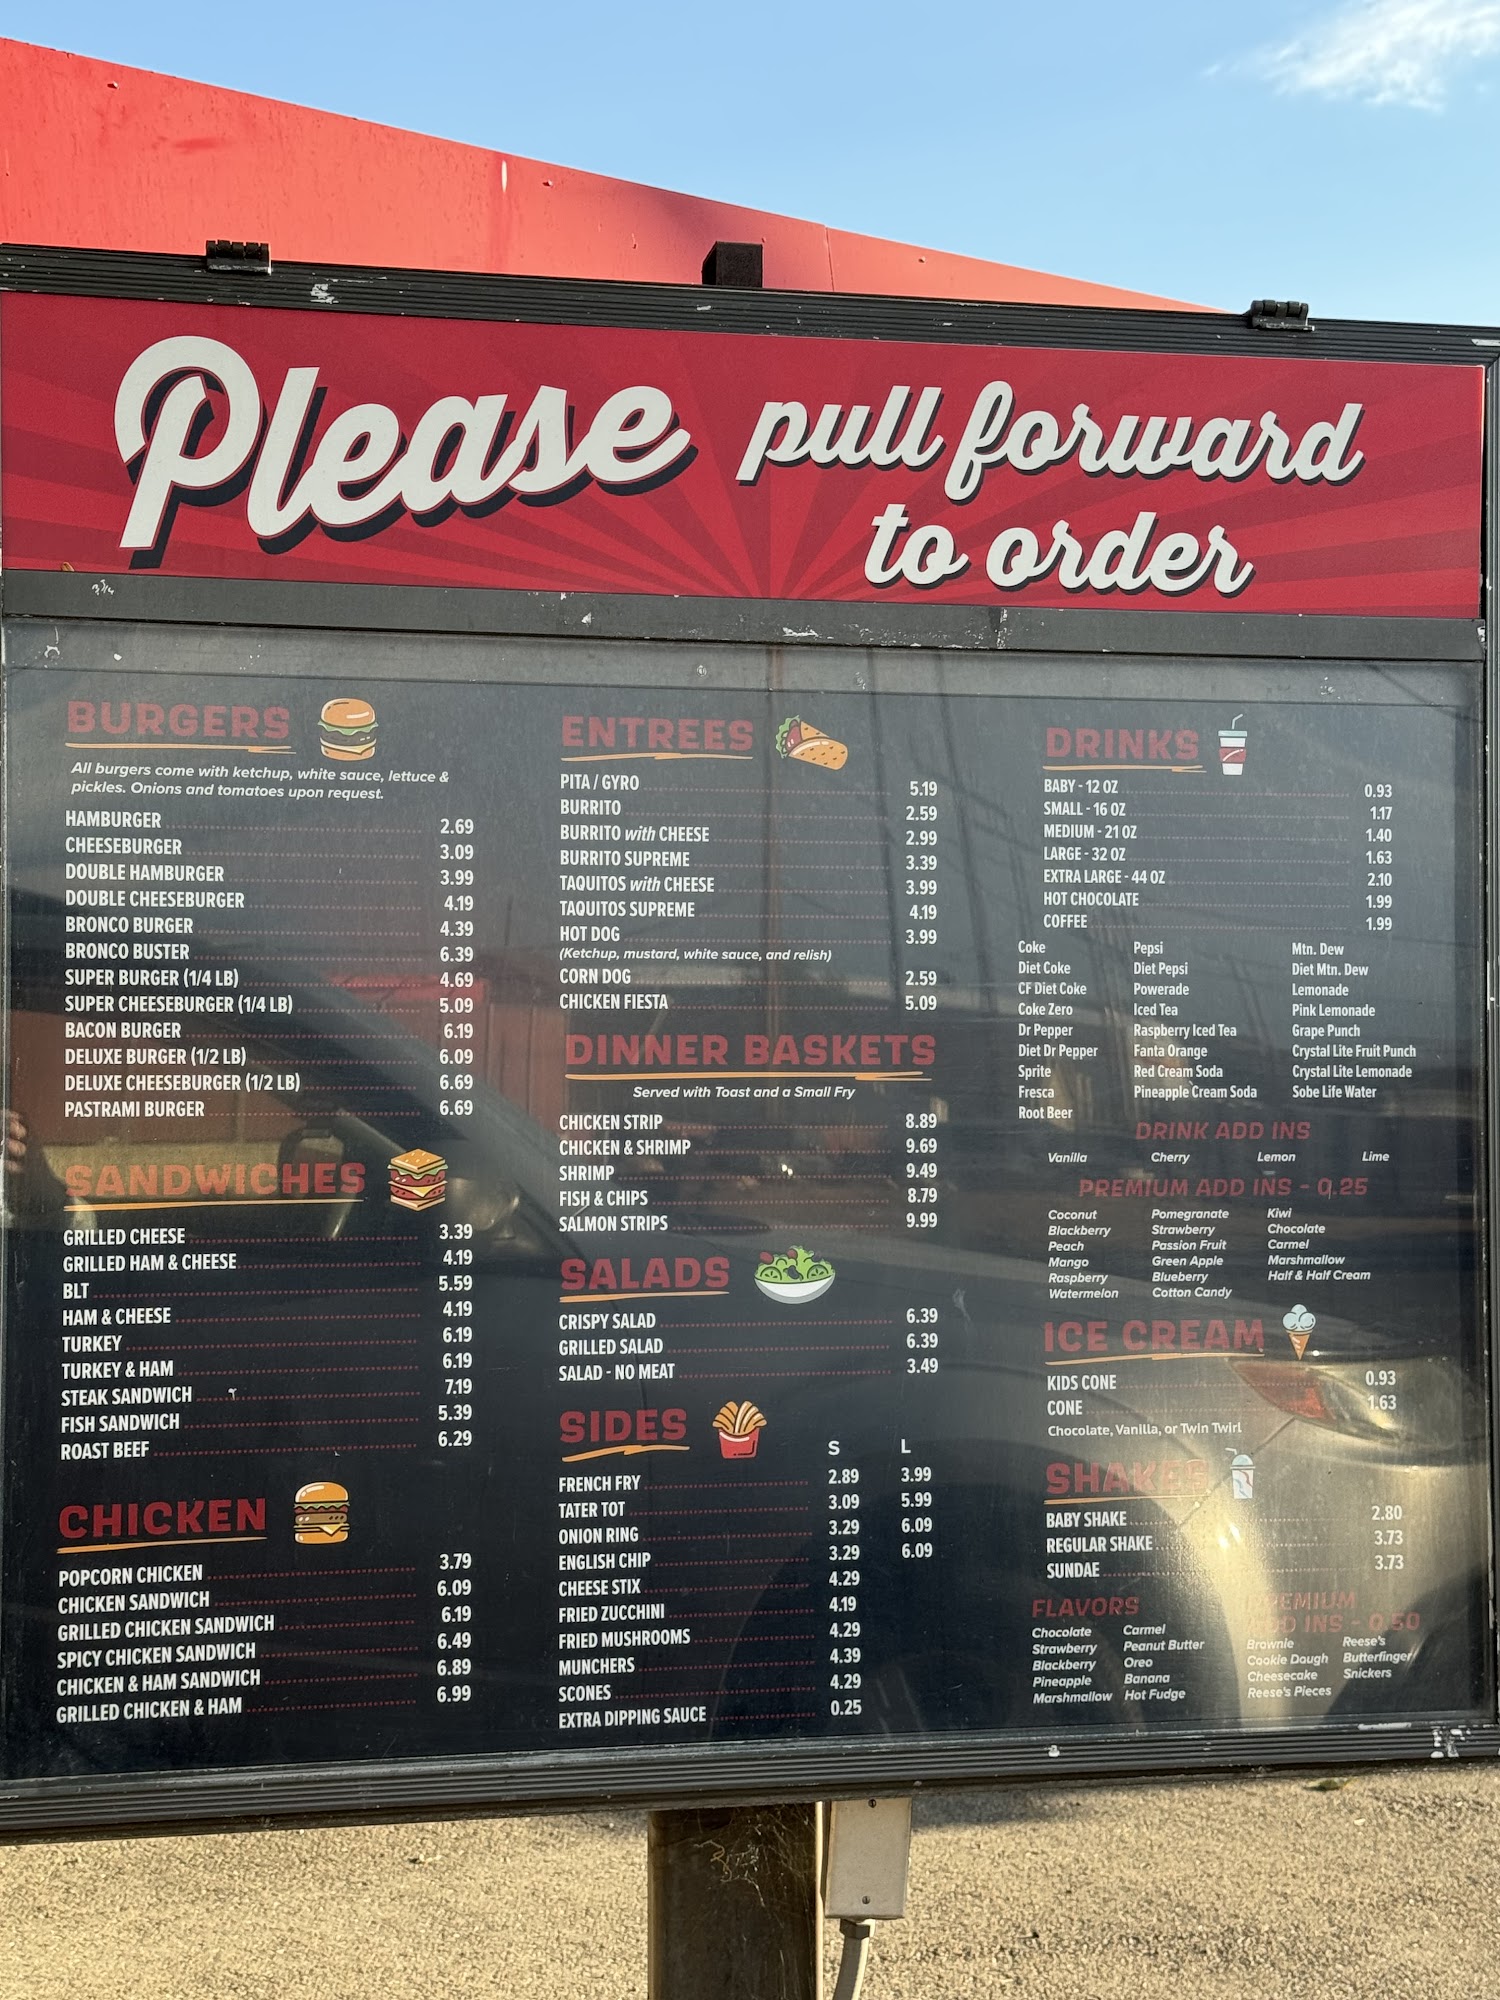 Please pull forward
to order
BURGERS
All burgers come with ketchup, white sauce, lettuce &
pickles. Onions and tomatoes upon request.
HAMBURGER 2.69
CHEESEBURGER 3.09
DOUBLE HAMBURGER 3.99
DOUBLE CHEESEBURGER 4.19
BRONCO BURGER 4.39
BRONCO BUSTER 6.39
SUPER BURGER (1/4 LB) 4.69
SUPER CHEESEBURGER (1/4 LB) 5.09
BACON BURGER 6.19
DELUXE BURGER (1/2 LB) 6.09
DELUXE CHEESEBURGER (1/2 LB) 6.69
PASTRAMI BURGER 6.69
SANDWICHES
GRILLED CHEESE 3.39
GRILLED HAM & CHEESE 4.19
BLT 5.59
HAM & CHEESE 4.19
TURKEY 6.19
TURKEY & HAM 6.19
STEAK SANDWICH 7.19
FISH SANDWICH 5.39
ROAST BEEF 6.29
CHICKEN
POPCORN CHICKEN 3.79
CHICKEN SANDWICH 6.09
GRILLED CHICKEN SANDWICH 6.19
SPICY CHICKEN SANDWICH 6.49
CHICKEN & HAM SANDWICH 6.89
GRILLED CHICKEN & HAM 6.99
ENTREES
PITA / GYRO 5.19
BURRITO 2.59
BURRITO with CHEESE 2.99
BURRITO SUPREME 3.39
TAQUITOS with CHEESE 3.99
TAQUITOS SUPREME 4.19
HOT DOG 3.99
(Ketchup, mustard, white sauce, and relish)
CORN DOG 2.59
CHICKEN FIESTA 5.09
DINNER BASKETS
Served with Toast and a Small Fry
CHICKEN STRIP 8.89
CHICKEN & SHRIMP 9.69
SHRIMP 9.49
FISH & CHIPS 8.79
SALMON STRIPS 9.99
SALADS
CRISPY SALAD 6.39
GRILLED SALAD 6.39
SALAD - NO MEAT 3.49
SIDES
S L
FRENCH FRY 2.89 3.99
TATER TOT 3.09 5.99
ONION RING 3.29 6.09
ENGLISH CHIP 3.29 6.09
CHEESE STIX 4.29
FRIED ZUCCHINI 4.19
FRIED MUSHROOMS 4.29
MUNCHERS 4.39
SCONES 4.29
EXTRA DIPPING SAUCE 0.25
DRINKS
BABY - 12 OZ 0.93
SMALL - 16 OZ 1.17
MEDIUM - 21 OZ 1.40
LARGE - 32 OZ 1.63
EXTRA LARGE - 44 OZ 2.10
HOT CHOCOLATE 1.99
COFFEE 1.99
Coke Pepsi Mtn. Dew
Diet Coke Diet Pepsi Diet Mtn. Dew
CF Diet Coke Powerade Lemonade
Coke Zero Iced Tea Pink Lemonade
Dr Pepper Raspberry Iced Tea Grape Punch
Diet Dr Pepper Fanta Orange Crystal Lite Fruit Punch
Sprite Red Cream Soda Crystal Lite Lemonade
Fresca Pineapple Cream Soda Sobe Life Water
Root Beer
DRINK ADD INS
Vanilla Cherry Lemon Lime
PREMIUM ADD INS - 0.25
Coconut Pomegranate Kiwi
Blackberry Strawberry Chocolate
Peach Passion Fruit Carmel
Mango Green Apple Marshmallow
Raspberry Blueberry Half & Half Cream
Watermelon Cotton Candy
ICE CREAM
KIDS CONE 0.93
CONE 1.63
Chocolate, Vanilla, or Twin Twirl
SHAKES
BABY SHAKE 2.80
REGULAR SHAKE 3.73
SUNDAE 3.73
FLAVORS
Chocolate Carmel
Strawberry Peanut Butter
Blackberry Oreo
Pineapple Banana
Marshmallow Hot Fudge
PREMIUM
ADD INS - 0.50
Brownie Reese's
Cookie Dough Butterfinger
Cheesecake Snickers
Reese's Pieces